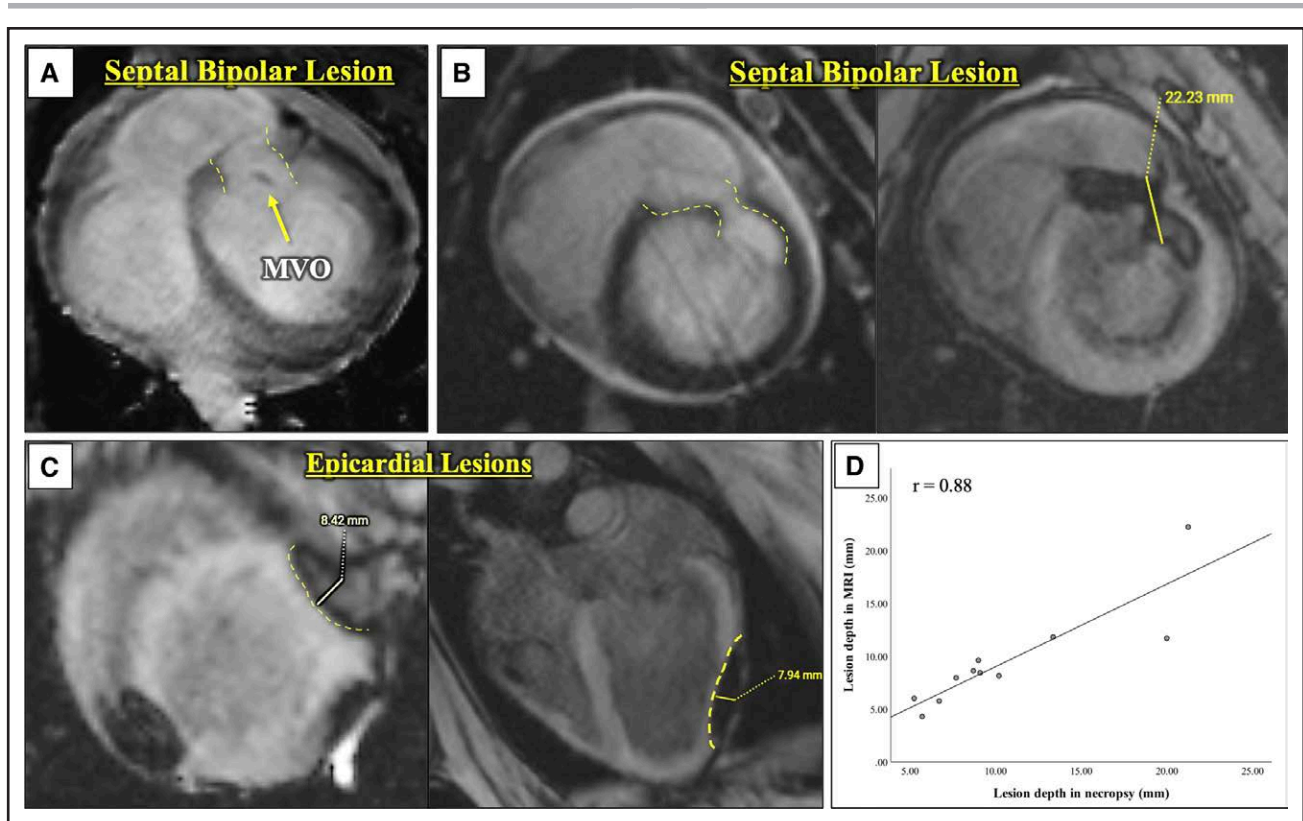 A
Septal Bipolar Lesion
MVO
B
Septal Bipolar Lesion
22.23 mm
C
Epicardial Lesions
8.42 mm
7.94 mm
D
r = 0.88
Lesion depth in MRI (mm)
25.00
20.00
15.00
10.00
5.00
.00
5.00 10.00 15.00 20.00 25.00
Lesion depth in necropsy (mm)